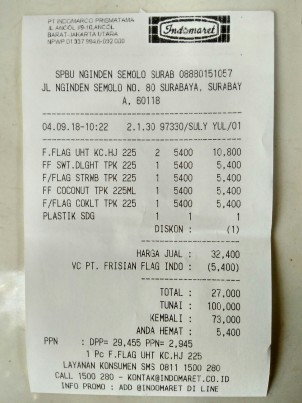 PT INDOMARCO PRISMATAMA
JL ANCOL I/9-10, ANCOL
BARAT JAKARTA UTARA
NPWP 01.337.994.6-092.000
Indomaret
SPBU NGINDEN SEMOLO SURAB 08880151057
JL NGINDEN SEMOLO NO. 80 SURABAYA, SURABAY
A, 60118
04.09.18-10:22 2.1.30 97330/SULY YUL/01
F.FLAG UHT KC.HJ 225 2 5400 10,800
FF SWT.DLGHT TPK 225 1 5400 5,400
F/FLAG STRWB TPK 225 1 5400 5,400
FF COCONUT TPK 225ML 1 5400 5,400
F/FLAG COKLT TPK 225 1 5400 5,400
PLASTIK SDG 1 1 1
DISKON : (1)
HARGA JUAL : 32,400
VC PT. FRISIAN FLAG INDO : (5,400)
TOTAL : 27,000
TUNAI : 100,000
KEMBALI : 73,000
ANDA HEMAT : 5,400
PPN : DPP= 29,455 PPN= 2,945
1 Pc F.FLAG UHT KC.HJ 225
LAYANAN KONSUMEN SMS 0811 1500 280
CALL 1500 280 - KONTAK@INDOMARET.CO.ID
INFO PROMO : ADD @INDOMARET DI LINE